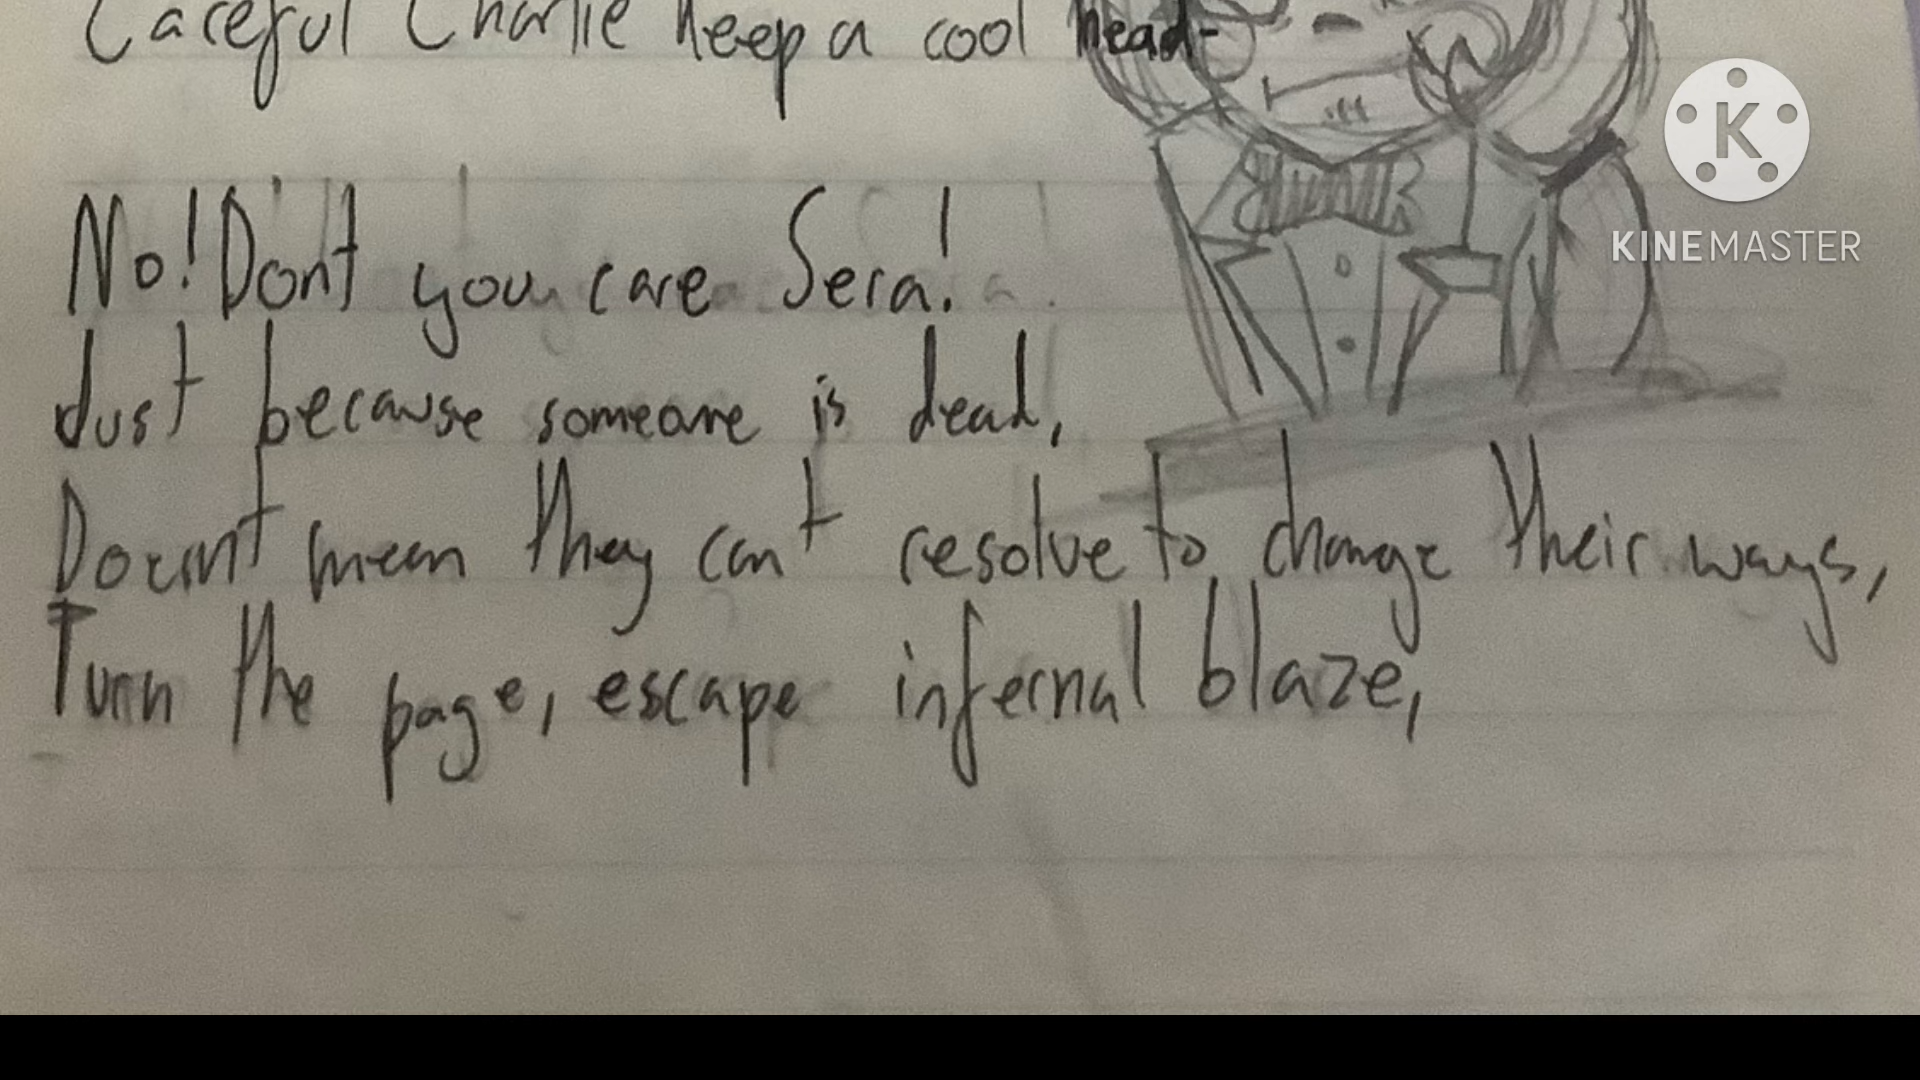 Careful Charlie keep a cool head-
No! Don't you care Sera!
Just because someone is dead,
Doesnt mean they can't resolve to change their ways,
Turn the page, escape infernal blaze,
KINEMASTER